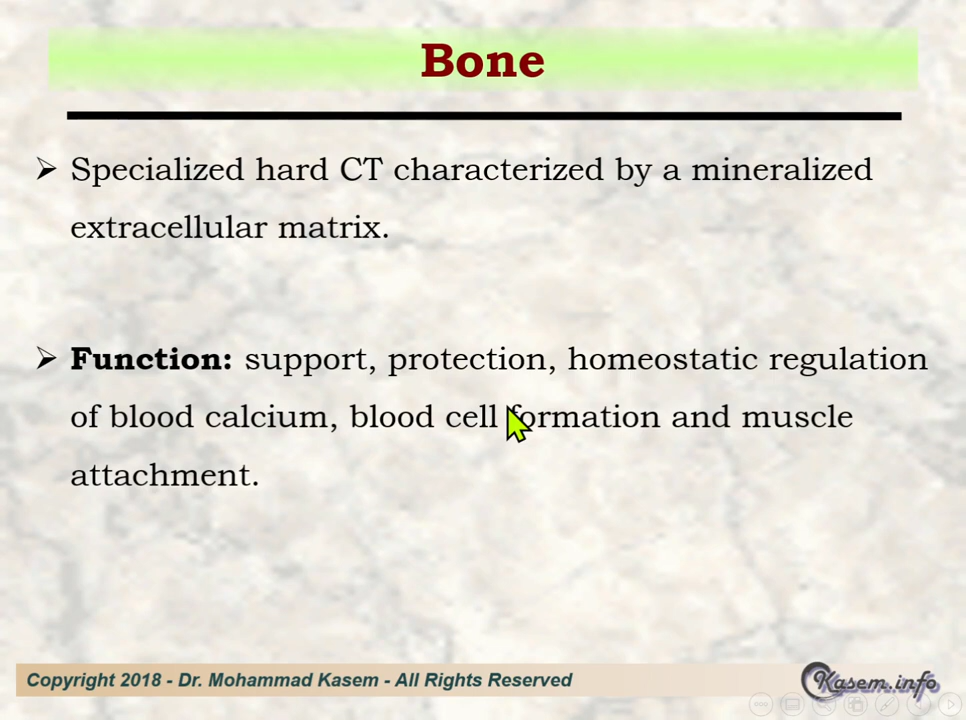 Bone
Specialized hard CT characterized by a mineralized
extracellular matrix.
Function: support, protection, homeostatic regulation
of blood calcium, blood cell formation and muscle
attachment.
Copyright 2018 - Dr. Mohammad Kasem - All Rights Reserved
Kasem.info